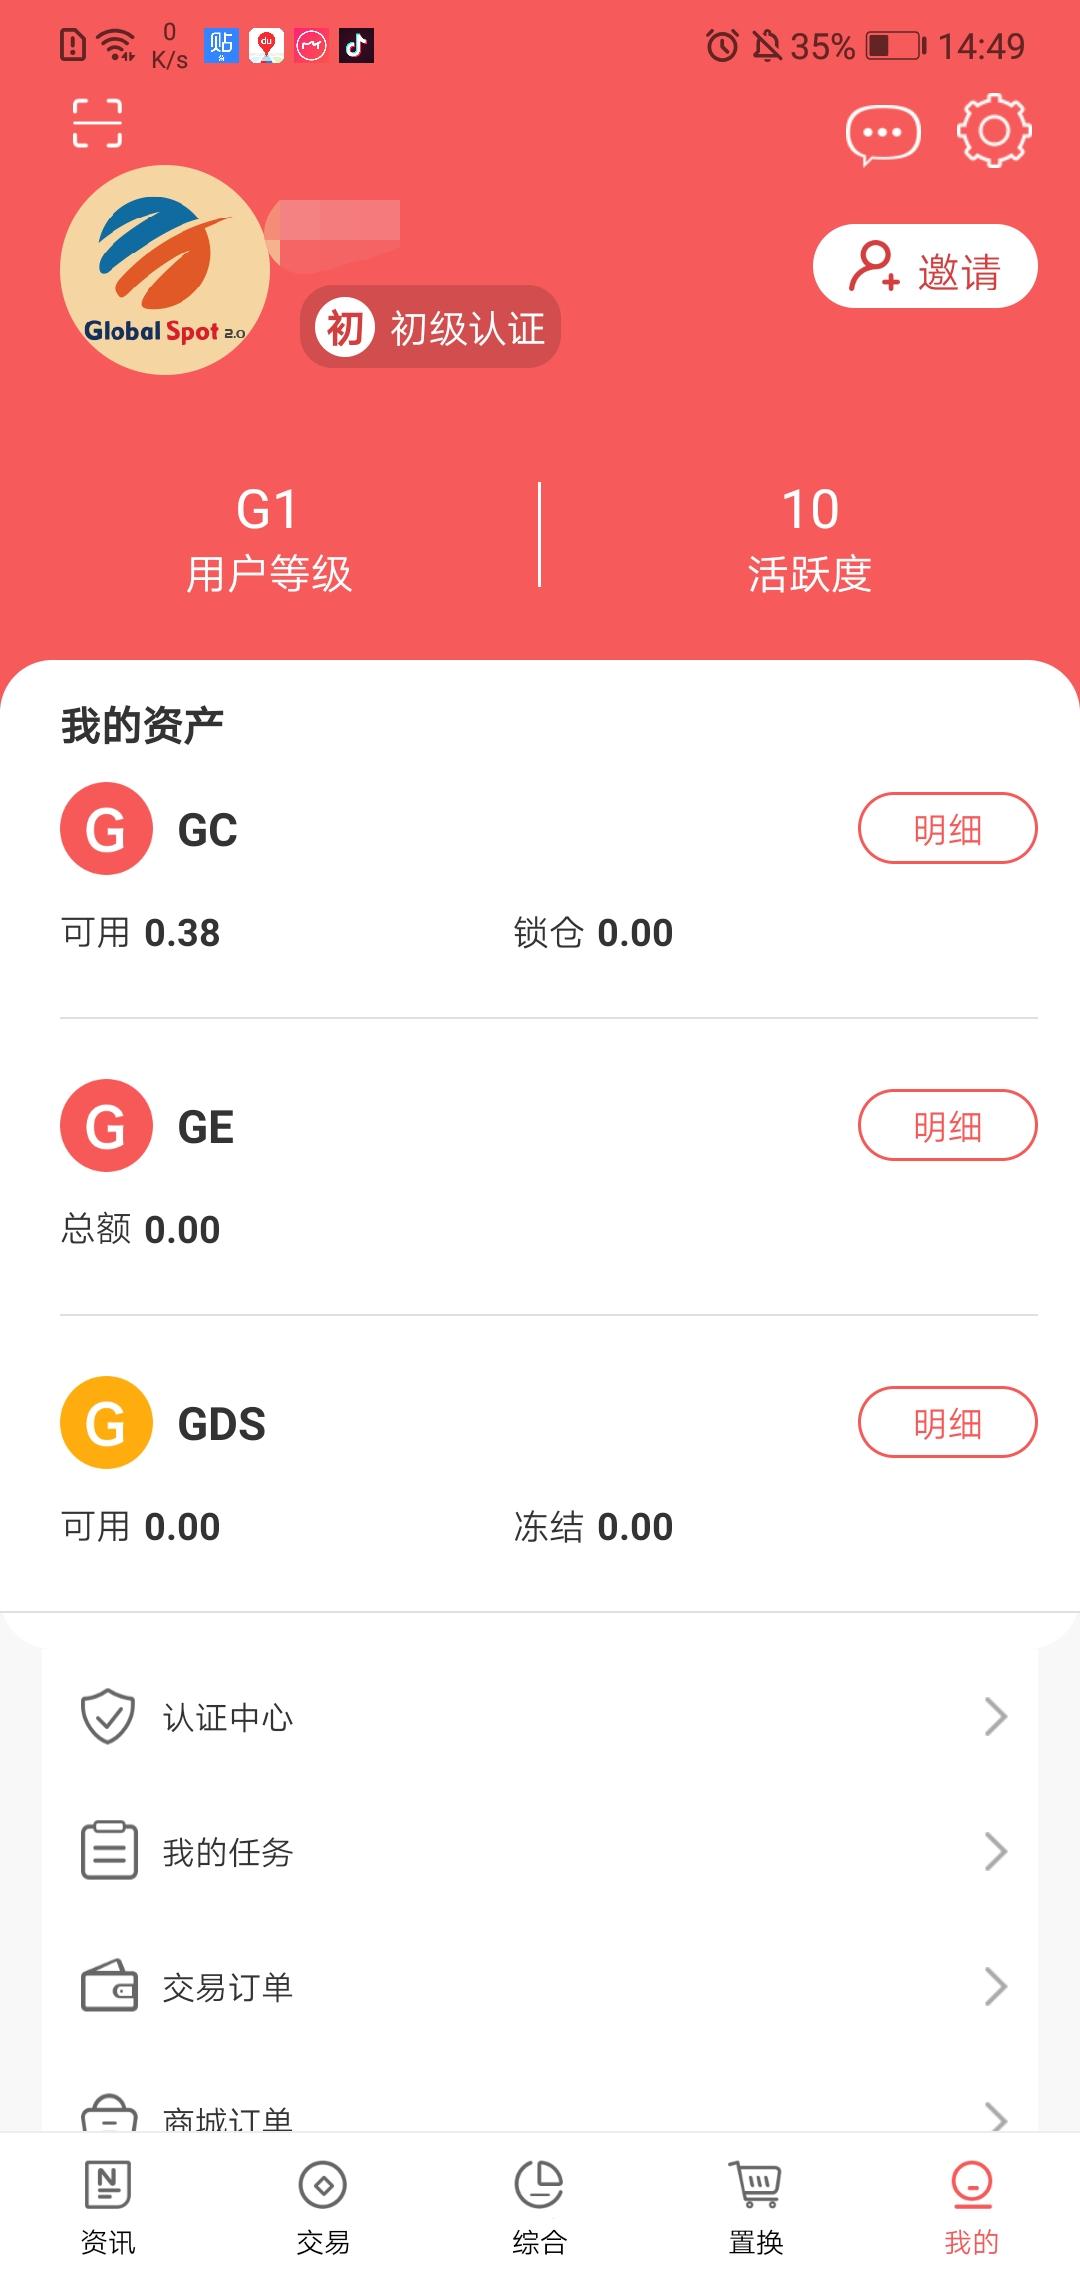 0
K/s
贴
du
35%
14:49
Global Spot 2.0
初 初级认证
邀请
G1
用户等级
10
活跃度
我的资产
G GC
明细
可用 0.38
锁仓 0.00
G GE
明细
总额 0.00
G GDS
明细
可用 0.00
冻结 0.00
认证中心
我的任务
交易订单
商城订单
资讯
交易
综合
置换
我的